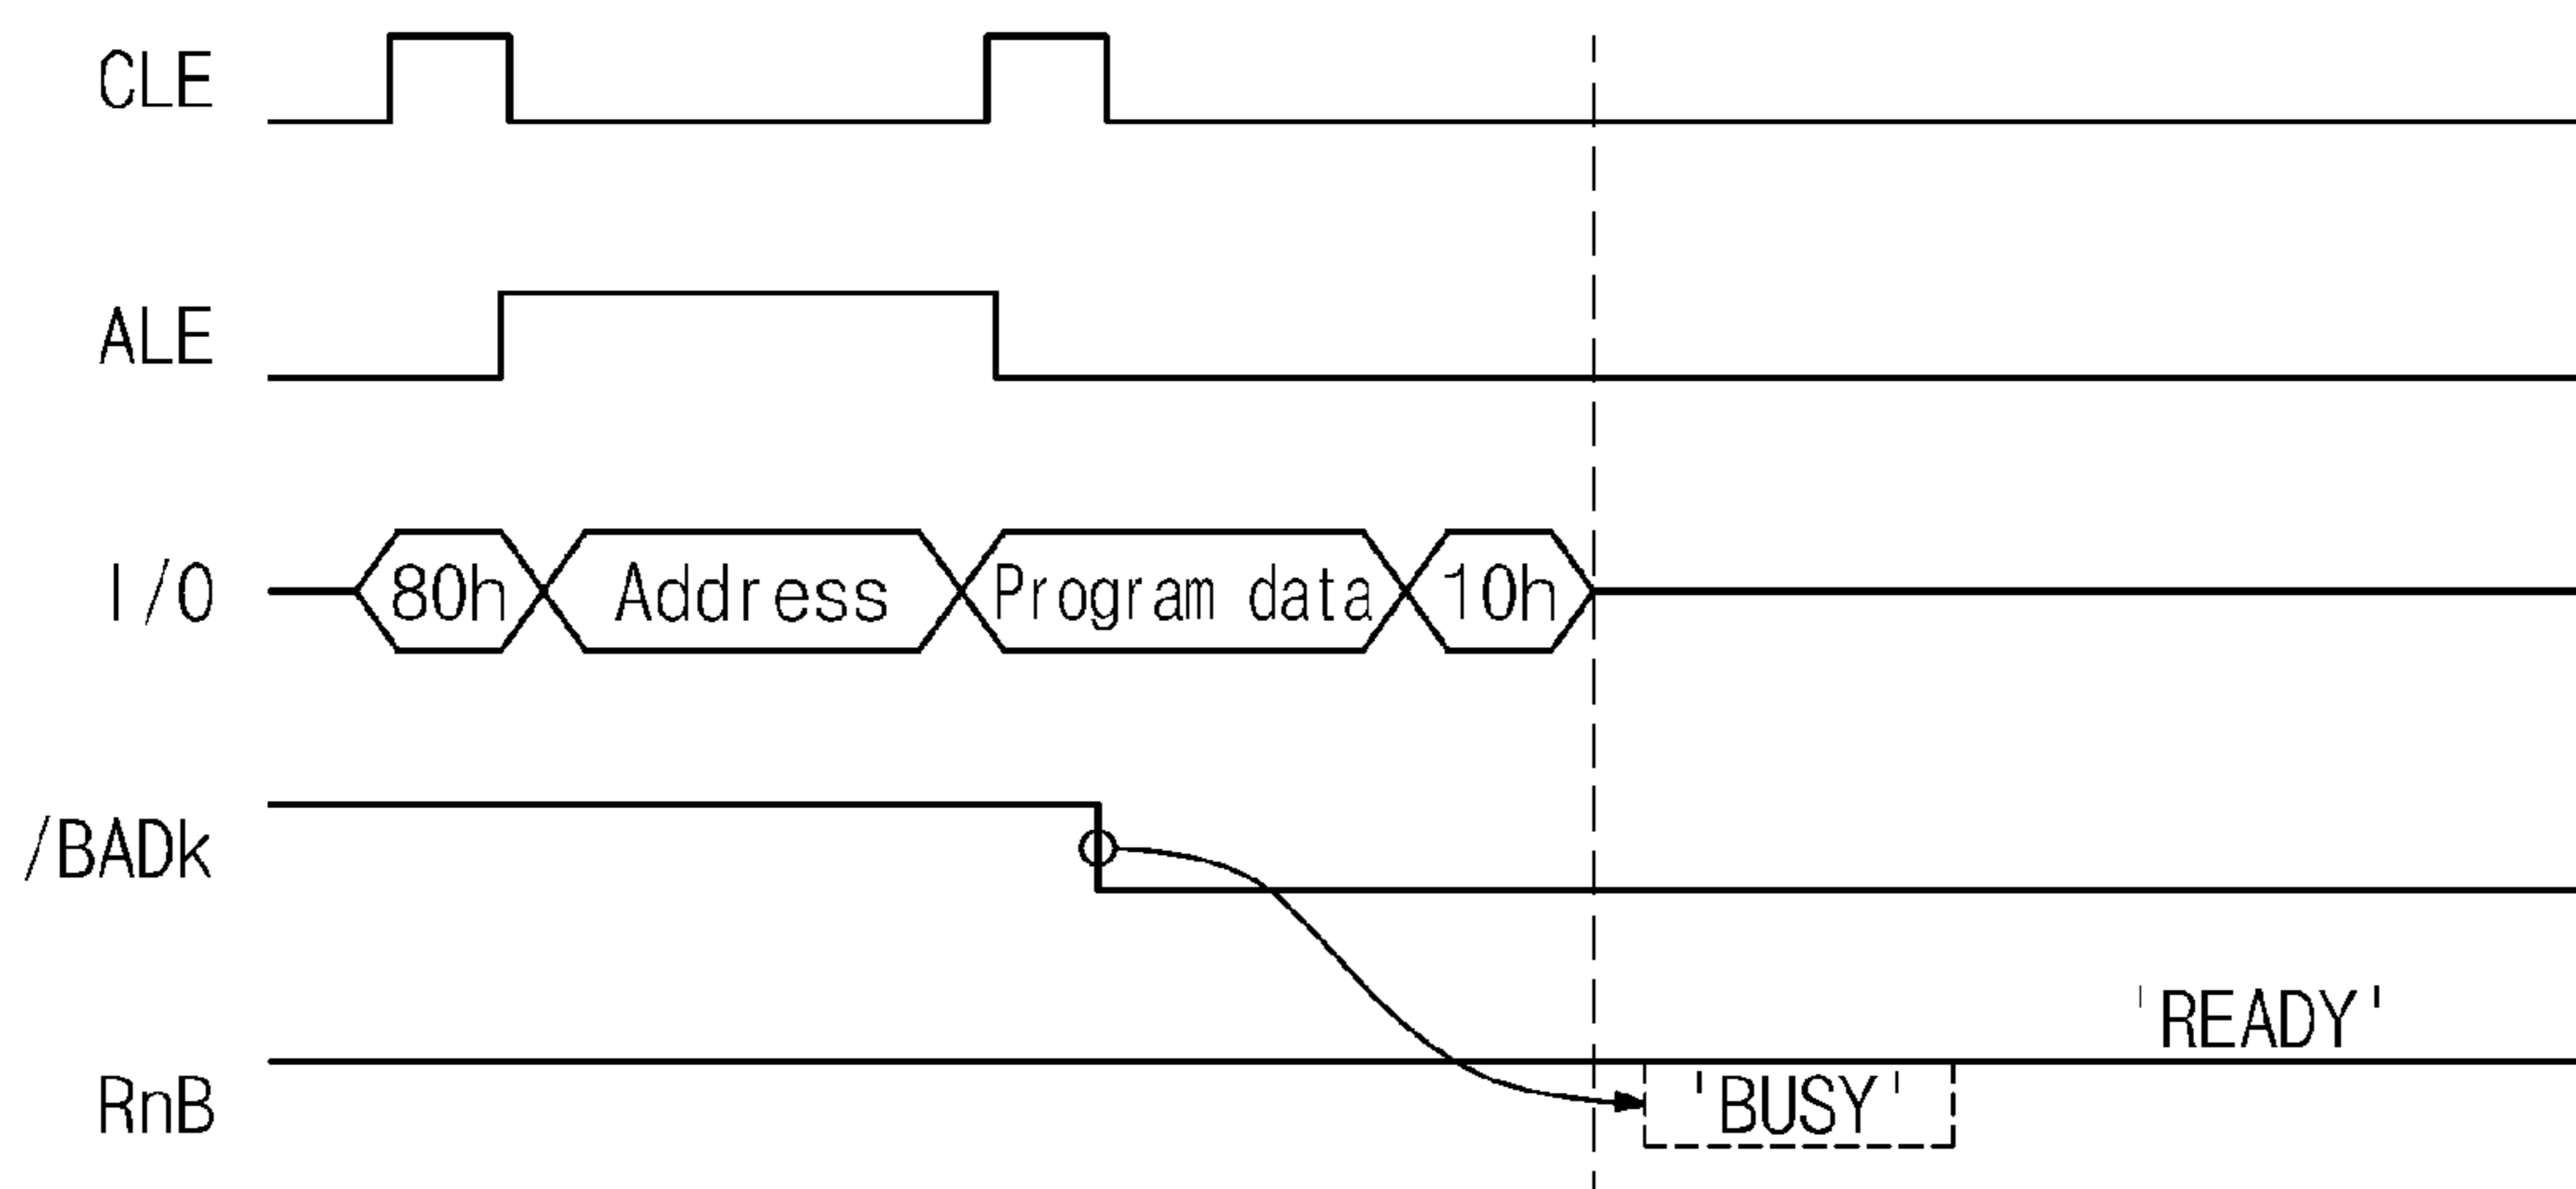 CLE
ALE
I/O 80h Address Program data 10h
/BADk
'READY'
RnB 'BUSY'